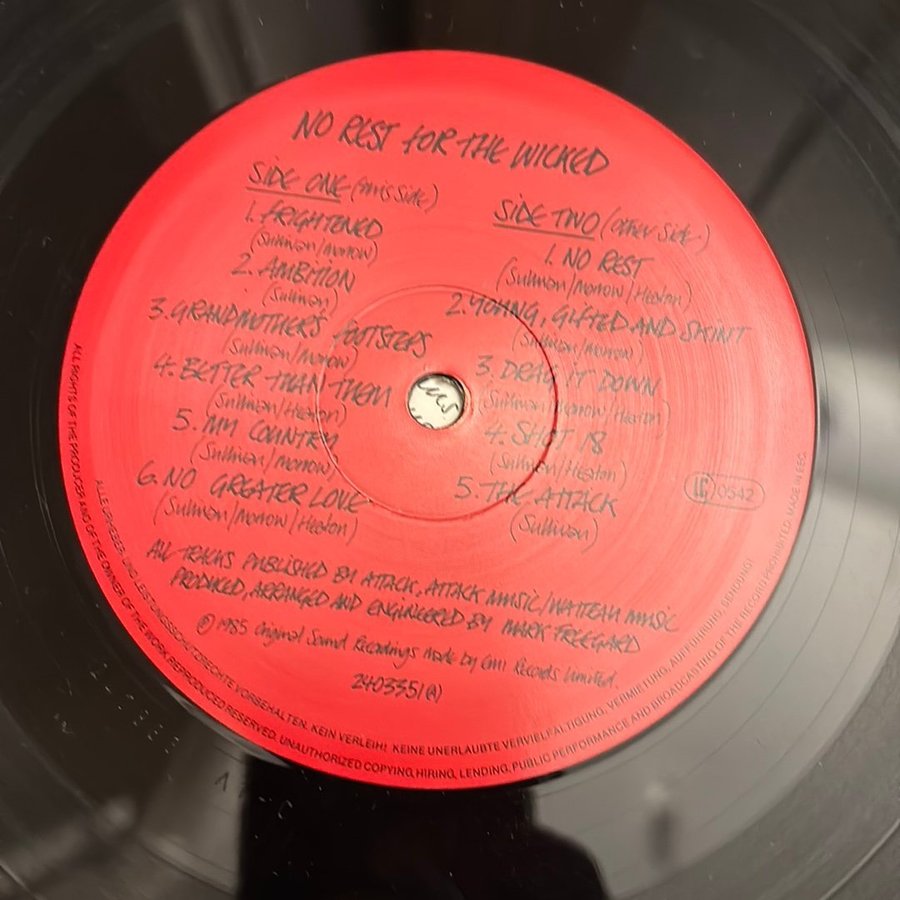 NO REST FOR THE WICKED
SIDE ONE (this side)
1. FRIGHTENED
(Sullivan/Morrow)
2. AMBITION
(Sullivan)
3. GRANDMOTHER'S FOOTSTEPS
(Sullivan/Morrow)
4. BETTER THAN THEM
(Sullivan/Heaton)
5. MY COUNTRY
(Sullivan/Morrow)
6. NO GREATER LOVE
(Sullivan/Morrow/Heaton)
SIDE TWO (other side)
1. NO REST
(Sullivan/Morrow/Heaton)
2. YOUNG, GIFTED AND SKINT
(Sullivan/Morrow)
3. DRAG IT DOWN
(Sullivan/Morrow/Heaton)
4. SHOT 18
(Sullivan/Heaton)
5. THE ATTACK
(Sullivan)
LC 0542
ALL TRACKS PUBLISHED BY ATTACK, ATTACK MUSIC/WATTEAU MUSIC
PRODUCED, ARRANGED AND ENGINEERED BY MARK FREEGARD
℗ 1985 Original Sound Recordings made by EMI Records Limited.
2403351(A)
ALLE URHEBER- UND LEISTUNGSSCHUTZRECHTE VORBEHALTEN. KEIN VERLEIH! KEINE UNERLAUBTE VERVIELFÄLTIGUNG, VERMIETUNG, AUFFÜHRUNG, SENDUNG!
ALL RIGHTS OF THE PRODUCER AND OF THE OWNER OF THE WORK REPRODUCED RESERVED. UNAUTHORIZED COPYING, HIRING, LENDING, PUBLIC PERFORMANCE AND BROADCASTING OF THE RECORD PROHIBITED. MADE IN EEC.